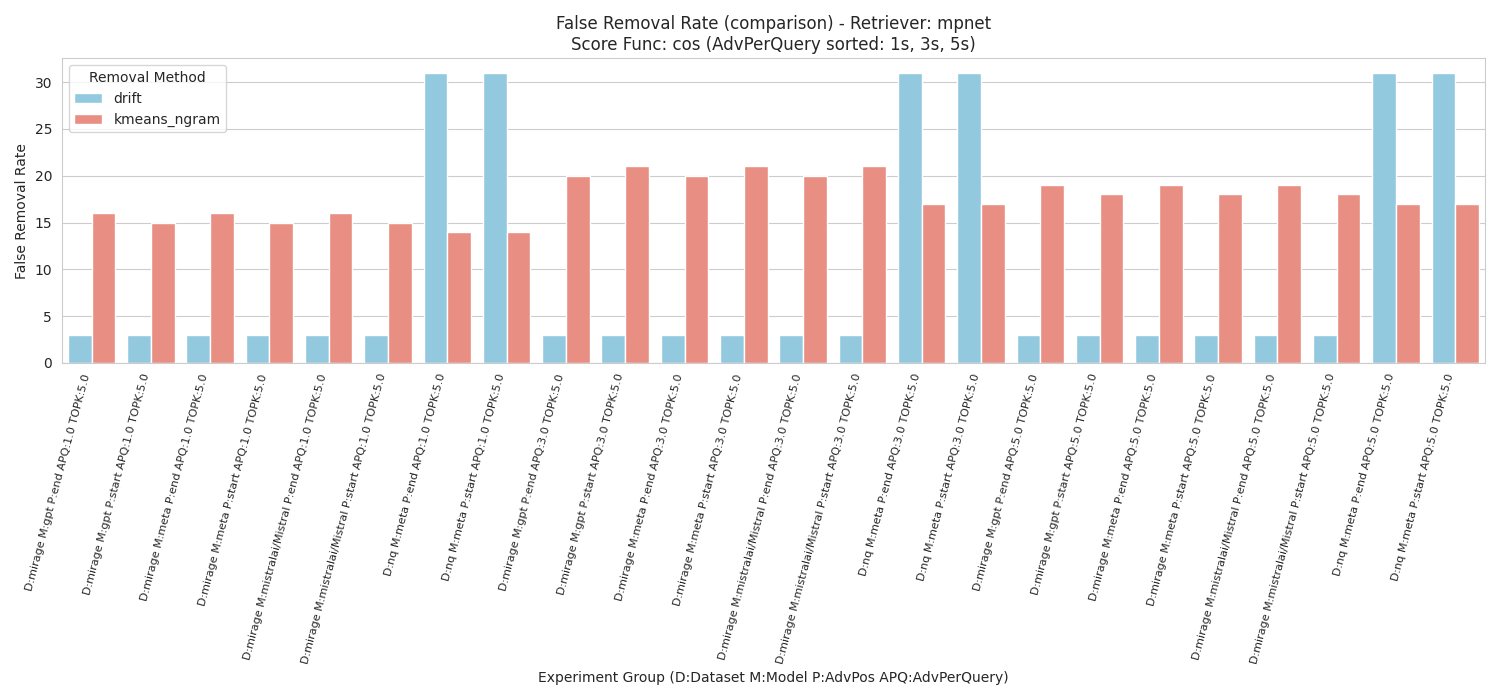 False Removal Rate (comparison) - Retriever: mpnet
Score Func: cos (AdvPerQuery sorted: 1s, 3s, 5s)
Removal Method
drift
kmeans_ngram
False Removal Rate
30
25
20
15
10
5
0
D:mirage M:gpt P:end APQ:1.0 TOPK:5.0
D:mirage M:gpt P:start APQ:1.0 TOPK:5.0
D:mirage M:meta P:end APQ:1.0 TOPK:5.0
D:mirage M:meta P:start APQ:1.0 TOPK:5.0
D:mirage M:mistralai/Mistral P:end APQ:1.0 TOPK:5.0
D:mirage M:mistralai/Mistral P:start APQ:1.0 TOPK:5.0
D:nq M:meta P:end APQ:1.0 TOPK:5.0
D:nq M:meta P:start APQ:1.0 TOPK:5.0
D:mirage M:gpt P:end APQ:3.0 TOPK:5.0
D:mirage M:gpt P:start APQ:3.0 TOPK:5.0
D:mirage M:meta P:end APQ:3.0 TOPK:5.0
D:mirage M:meta P:start APQ:3.0 TOPK:5.0
D:mirage M:mistralai/Mistral P:end APQ:3.0 TOPK:5.0
D:mirage M:mistralai/Mistral P:start APQ:3.0 TOPK:5.0
D:nq M:meta P:end APQ:3.0 TOPK:5.0
D:nq M:meta P:start APQ:3.0 TOPK:5.0
D:mirage M:gpt P:end APQ:5.0 TOPK:5.0
D:mirage M:gpt P:start APQ:5.0 TOPK:5.0
D:mirage M:meta P:end APQ:5.0 TOPK:5.0
D:mirage M:meta P:start APQ:5.0 TOPK:5.0
D:mirage M:mistralai/Mistral P:end APQ:5.0 TOPK:5.0
D:mirage M:mistralai/Mistral P:start APQ:5.0 TOPK:5.0
D:nq M:meta P:end APQ:5.0 TOPK:5.0
D:nq M:meta P:start APQ:5.0 TOPK:5.0
Experiment Group (D:Dataset M:Model P:AdvPos APQ:AdvPerQuery)